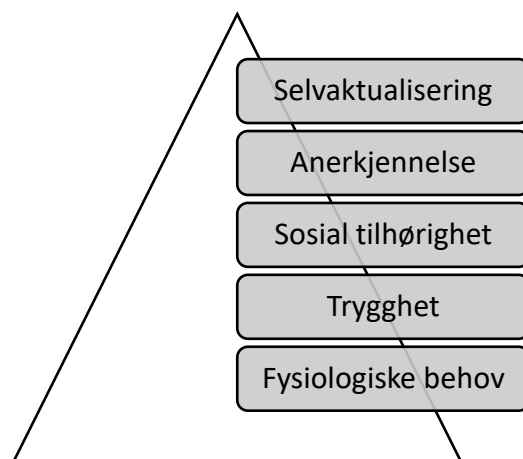 Selvaktualisering
Anerkjennelse
Sosial tilhørighet
Trygghet
Fysiologiske behov